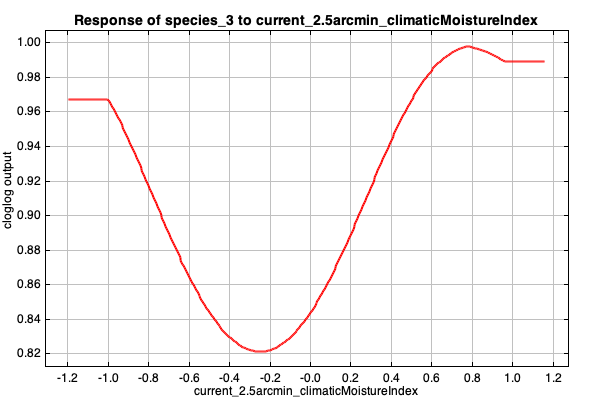 Response of species_3 to current_2.5arcmin_climaticMoistureIndex
1.00
0.98
0.96
0.94
0.92
0.90
0.88
0.86
0.84
0.82
cloglog output
-1.2 -1.0 -0.8 -0.6 -0.4 -0.2 -0.0 0.2 0.4 0.6 0.8 1.0 1.2
current_2.5arcmin_climaticMoistureIndex